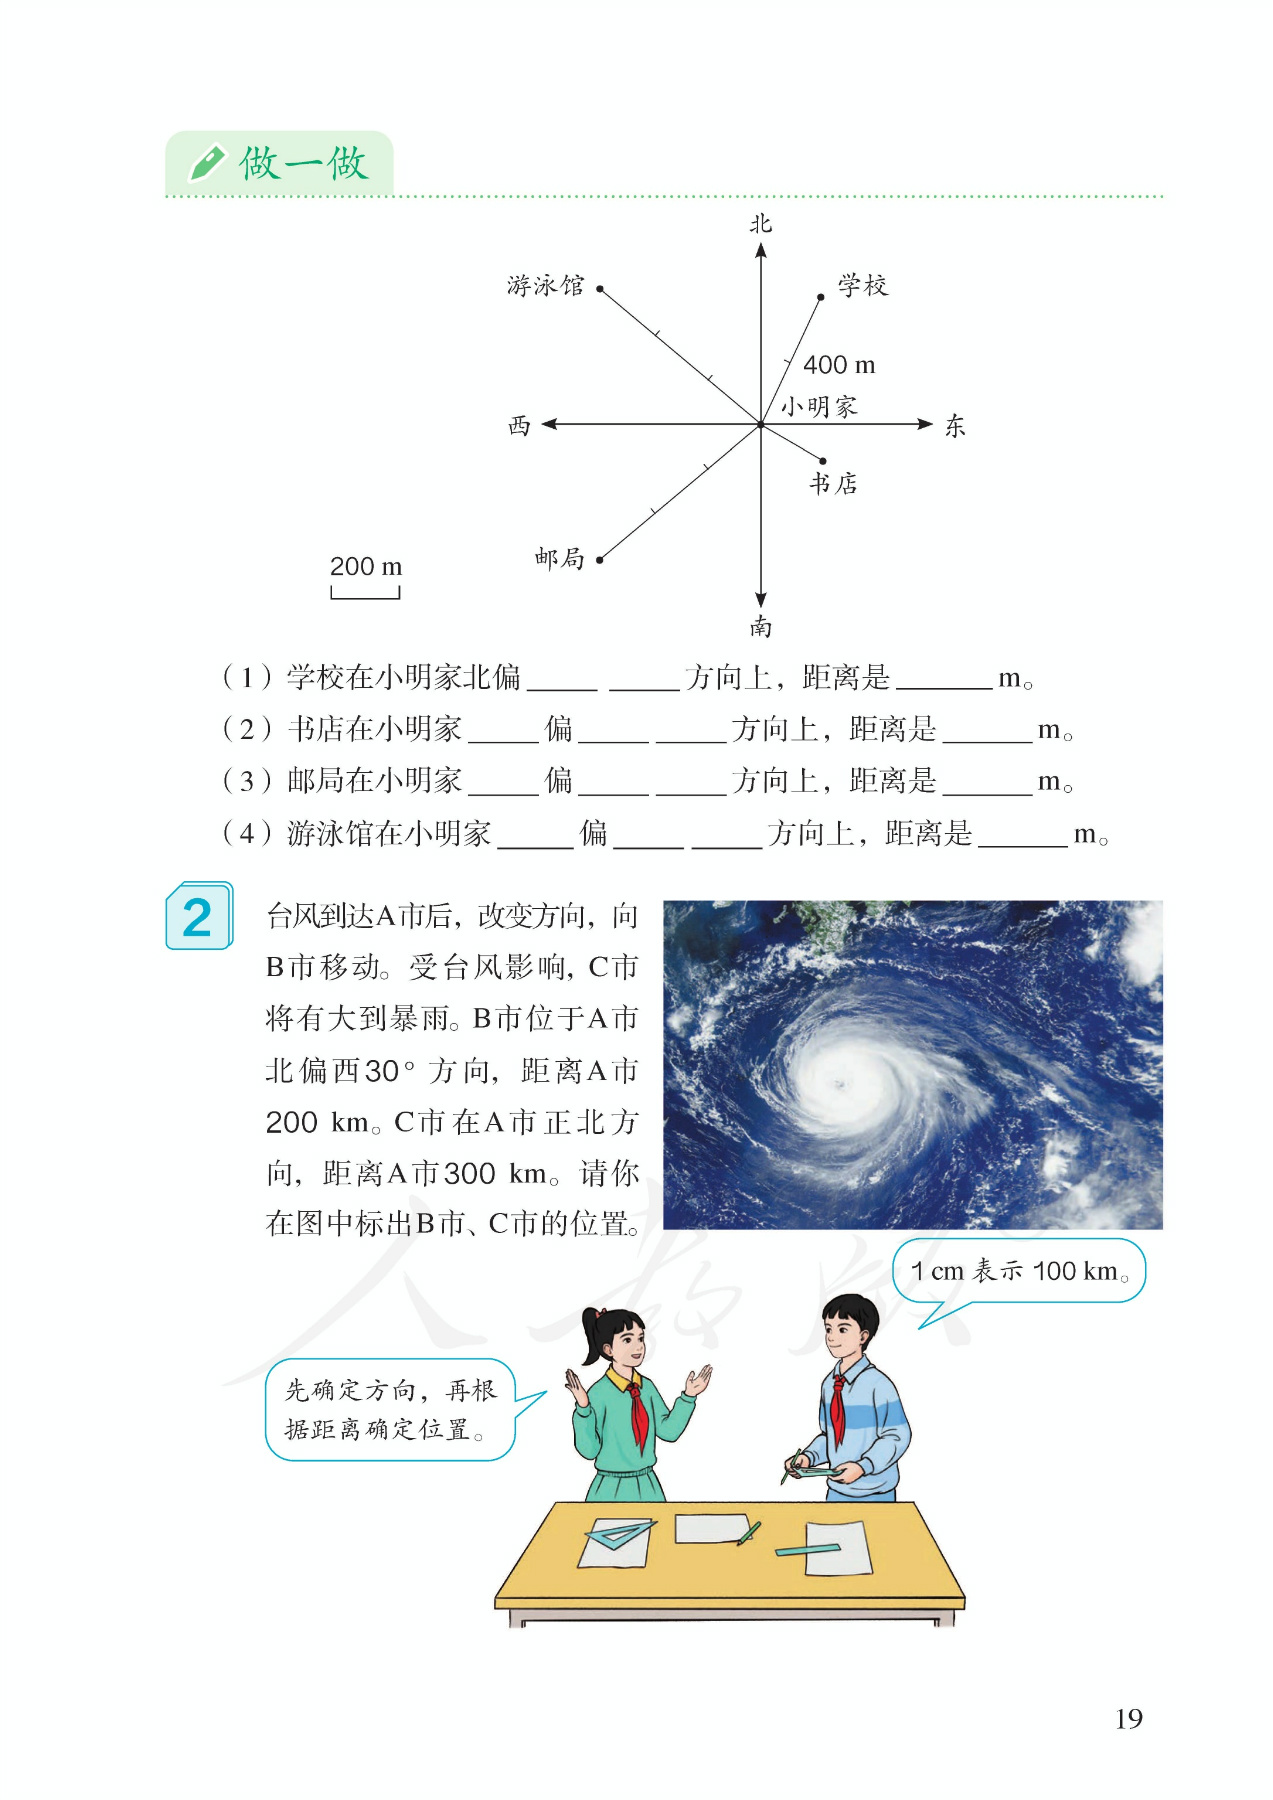 做一做
北
游泳馆
学校
400 m
小明家
西
东
书店
邮局
200 m
南
（1）学校在小明家北偏_____ _____方向上，距离是_______m。
（2）书店在小明家_____偏_____ _____方向上，距离是______m。
（3）邮局在小明家_____偏_____ _____方向上，距离是______m。
（4）游泳馆在小明家_____偏_____ _____方向上，距离是______m。
2
台风到达A市后，改变方向，向
B市移动。受台风影响，C市
将有大到暴雨。B市位于A市
北偏西30°方向，距离A市
200 km。C市在A市正北方
向，距离A市300 km。请你
在图中标出B市、C市的位置。
1 cm 表示 100 km。
先确定方向，再根
据距离确定位置。
人教版
19